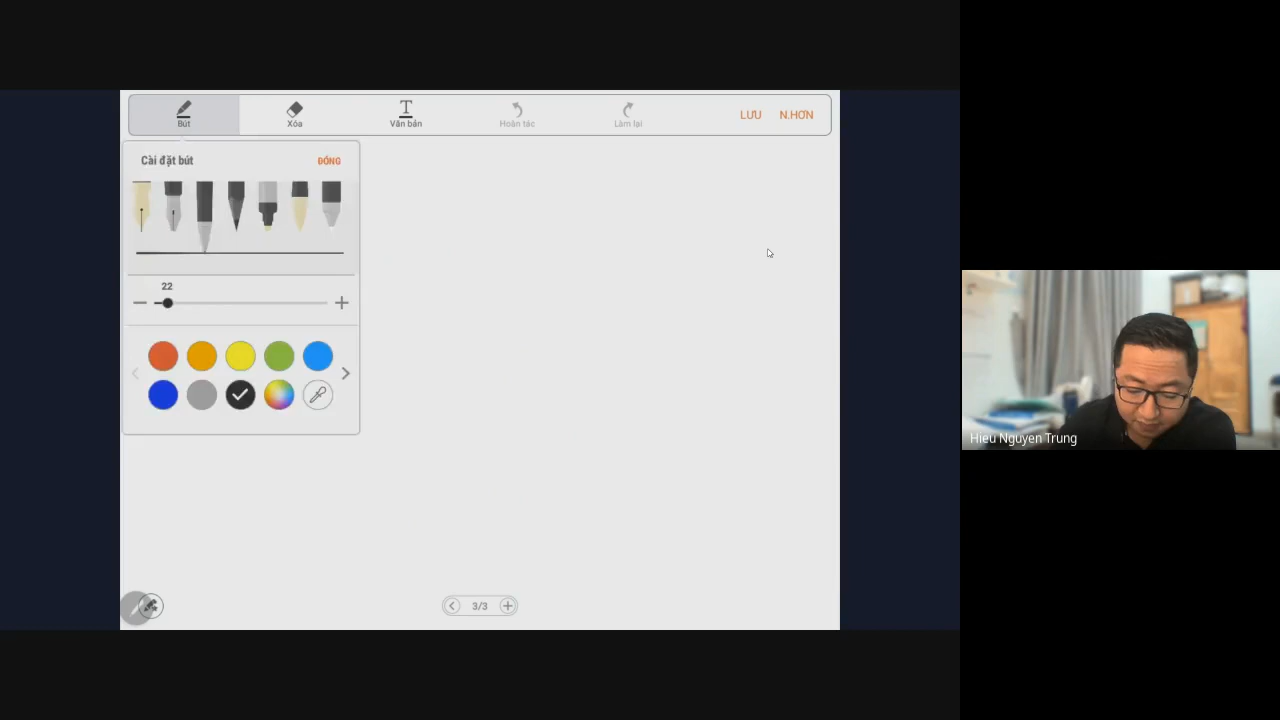 Bút
Xóa
Văn bản
Hoàn tác
Làm lại
LƯU
N.HƠN
Cài đặt bút
ĐÓNG
22
3/3
Hieu Nguyen Trung